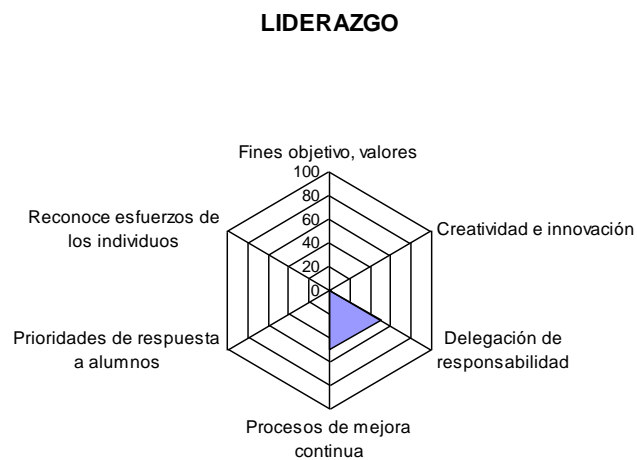 LIDERAZGO
Fines objetivo, valores
100
80
60
40
20
0
Creatividad e innovación
Delegación de
responsabilidad
Procesos de mejora
continua
Prioridades de respuesta
a alumnos
Reconoce esfuerzos de
los individuos